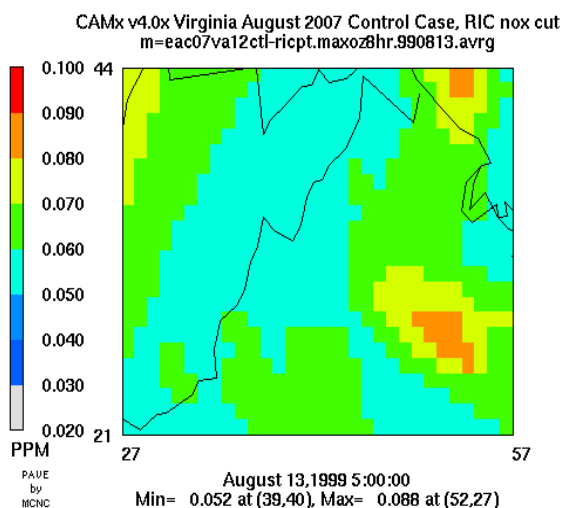 CAMx v4.0x Virginia August 2007 Control Case, RIC nox cut
m=eac07va12ctl-ricpt.maxoz8hr.990813.avrg
0.100
0.090
0.080
0.070
0.060
0.050
0.040
0.030
0.020
PPM
44
21
27
57
PAVE
by
MCNC
August 13,1999 5:00:00
Min= 0.052 at (39,40), Max= 0.088 at (52,27)